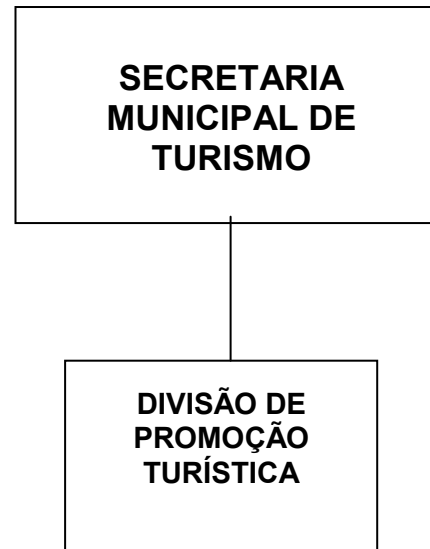 SECRETARIA
MUNICIPAL DE
TURISMO
DIVISÃO DE
PROMOÇÃO
TURÍSTICA